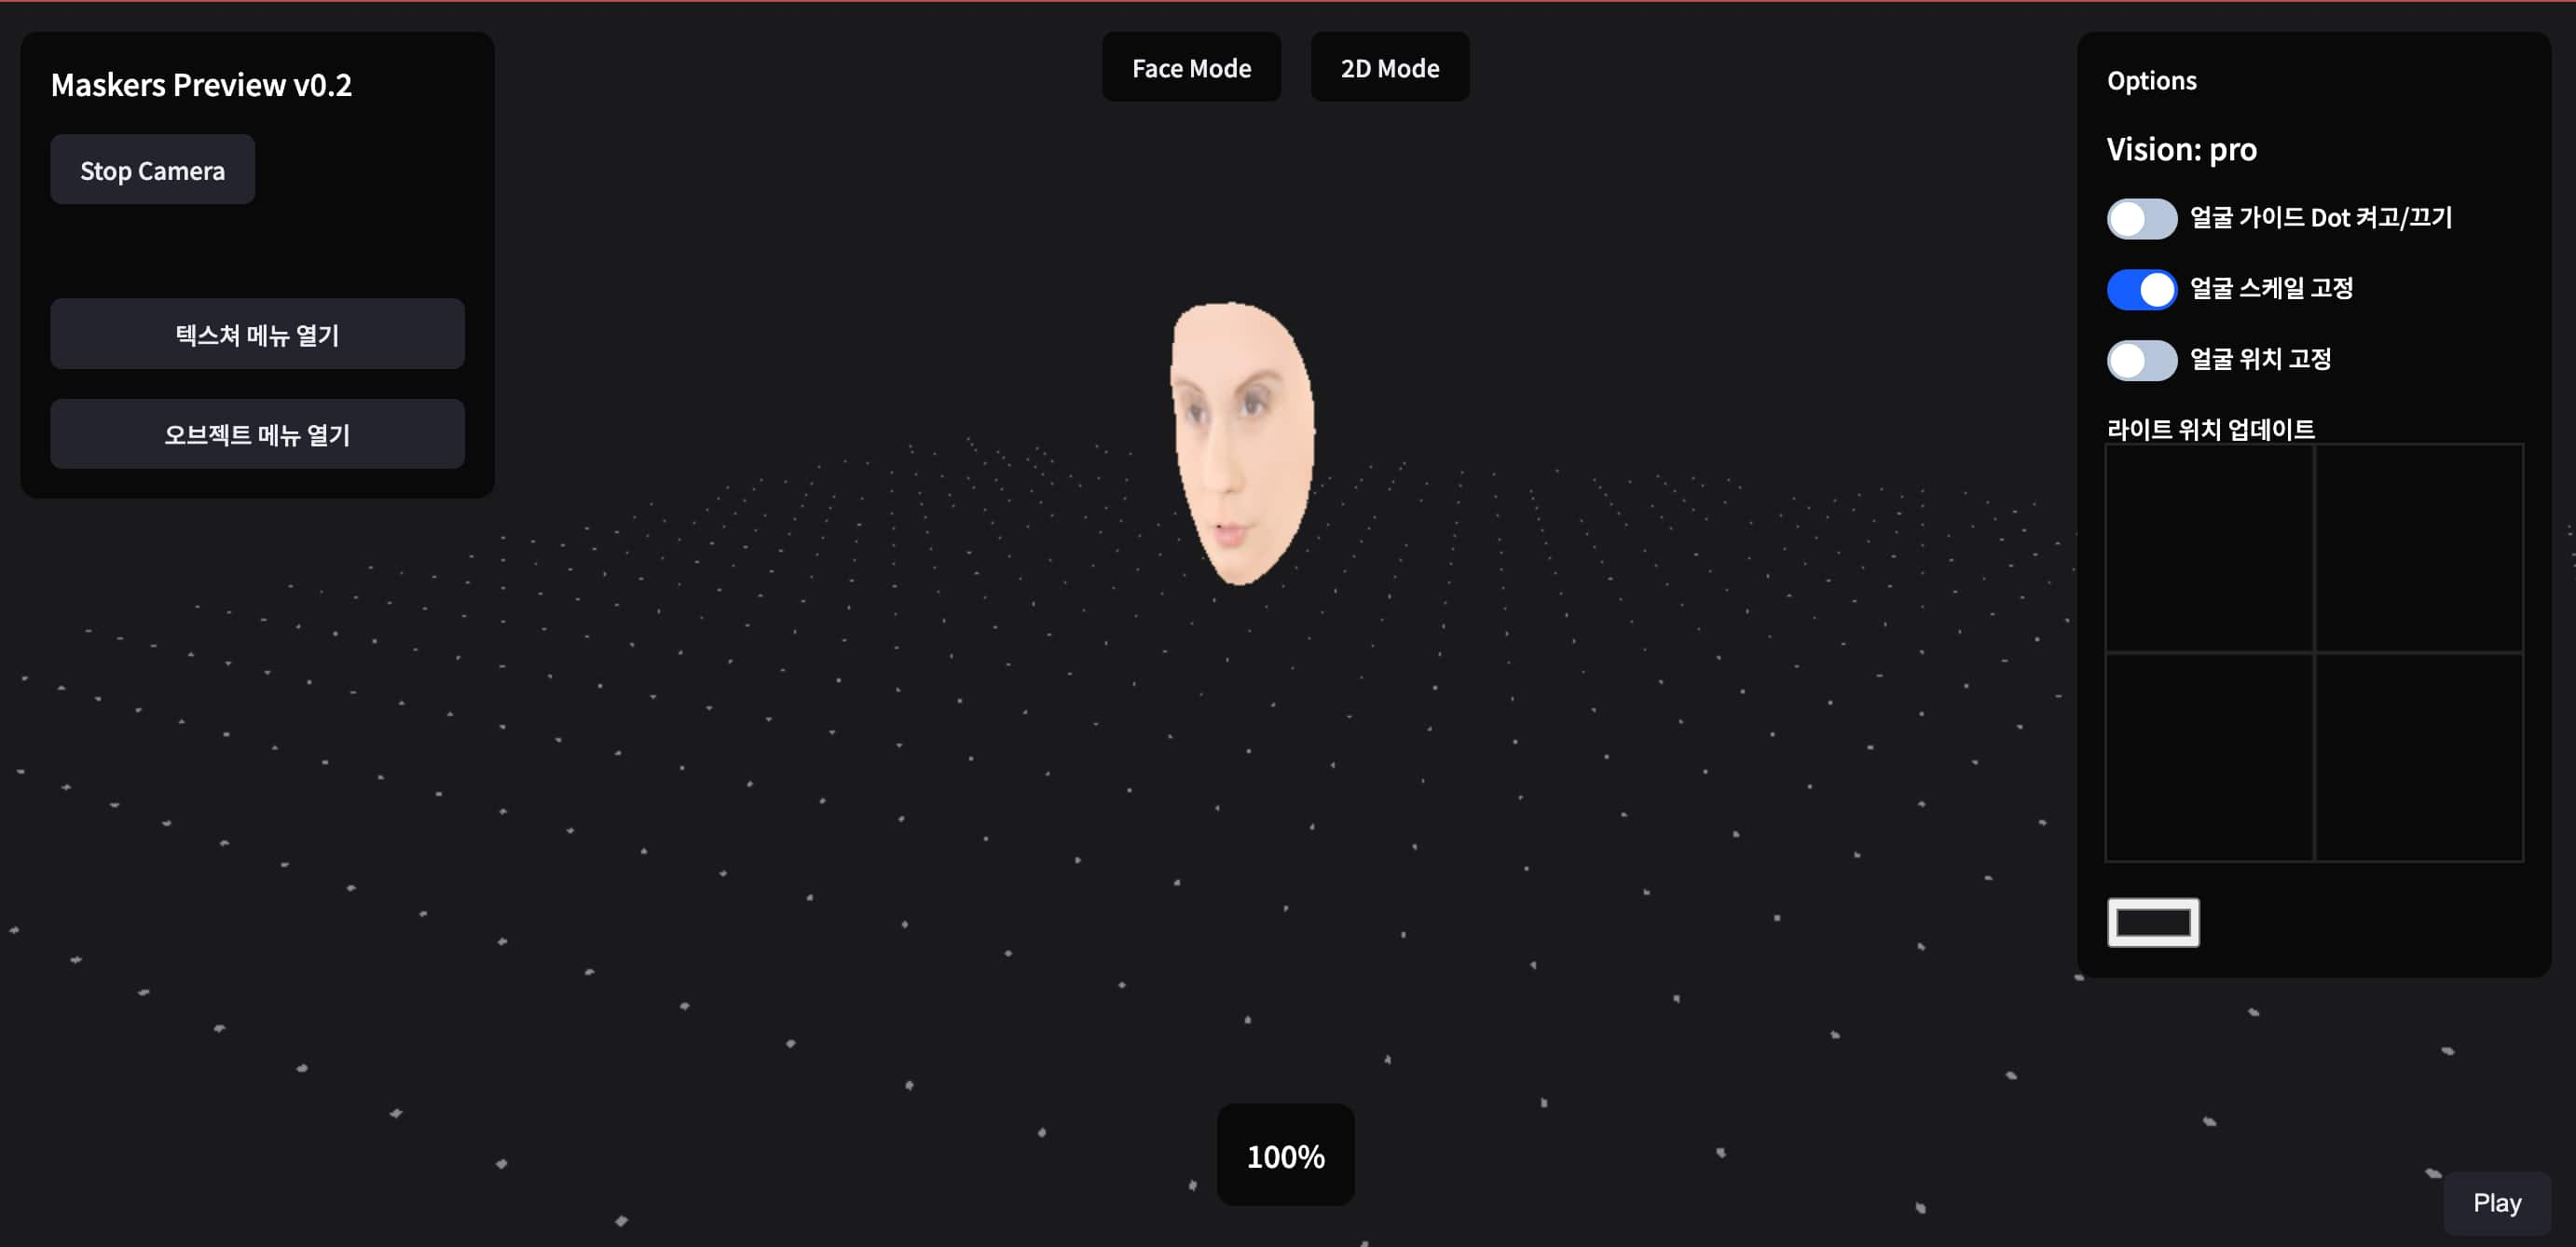 Maskers Preview v0.2
Stop Camera
텍스쳐 메뉴 열기
오브젝트 메뉴 열기
Face Mode
2D Mode
100%
Options
Vision: pro
얼굴 가이드 Dot 켜고/끄기
얼굴 스케일 고정
얼굴 위치 고정
라이트 위치 업데이트
Play